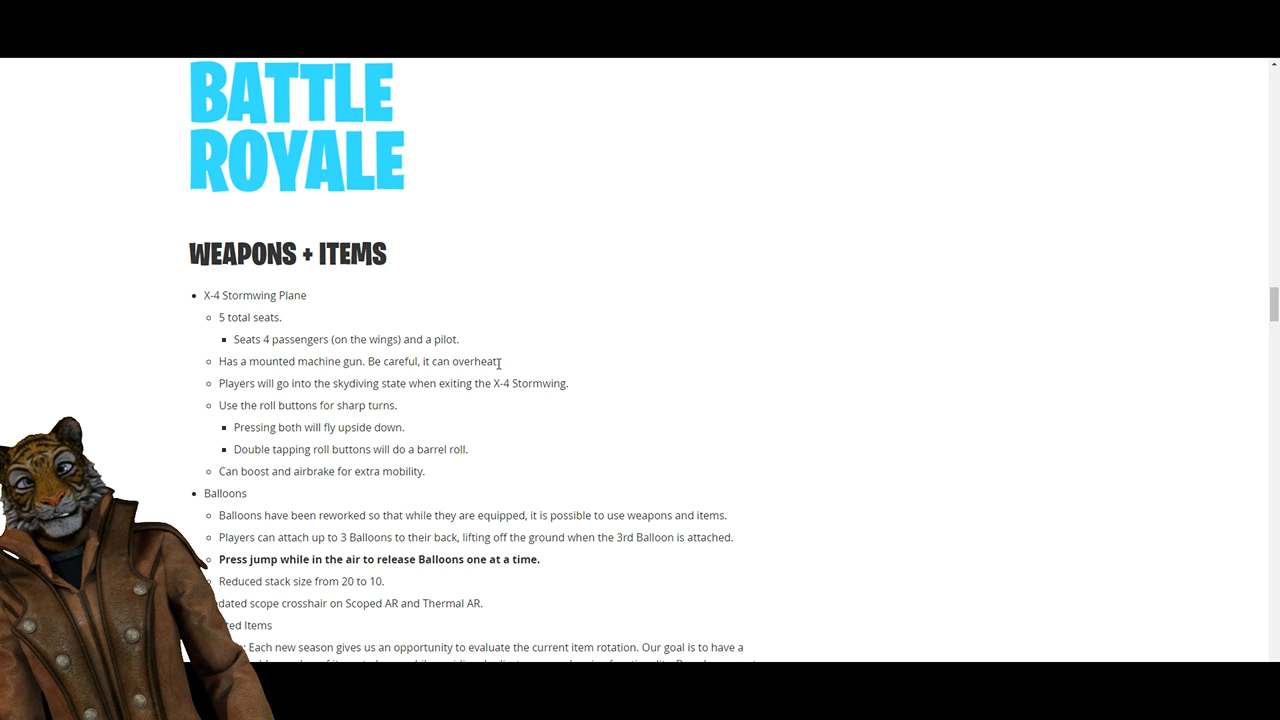 BATTLE
ROYALE
WEAPONS + ITEMS
X-4 Stormwing Plane
5 total seats.
Seats 4 passengers (on the wings) and a pilot.
Has a mounted machine gun. Be careful, it can overheat.
Players will go into the skydiving state when exiting the X-4 Stormwing.
Use the roll buttons for sharp turns.
Pressing both will fly upside down.
Double tapping roll buttons will do a barrel roll.
Can boost and airbrake for extra mobility.
Balloons
Balloons have been reworked so that while they are equipped, it is possible to use weapons and items.
Players can attach up to 3 Balloons to their back, lifting off the ground when the 3rd Balloon is attached.
Press jump while in the air to release Balloons one at a time.
Reduced stack size from 20 to 10.
dated scope crosshair on Scoped AR and Thermal AR.
ted Items
: Each new season gives us an opportunity to evaluate the current item rotation. Our goal is to have a